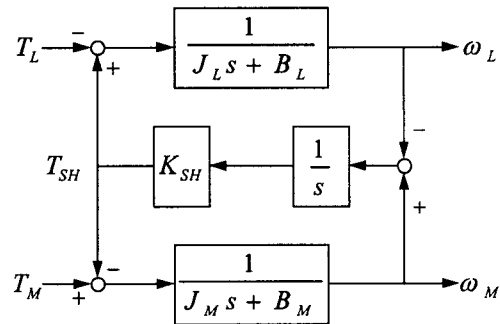 T_L − + 1 / (J_L s + B_L) ω_L
−
T_SH K_SH 1 / s
+
T_M + − 1 / (J_M s + B_M) ω_M